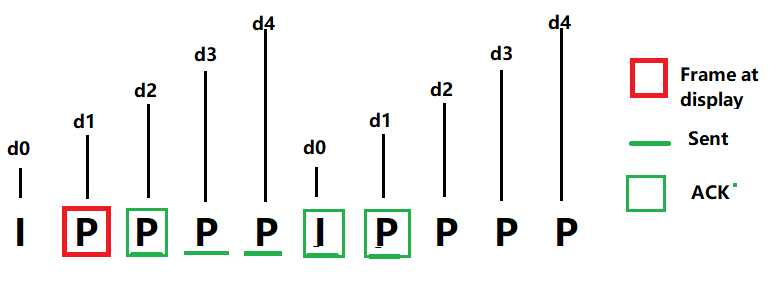 d0 d1 d2 d3 d4 d0 d1 d2 d3 d4
I P P P P I P P P P
Frame at
display
Sent
ACK